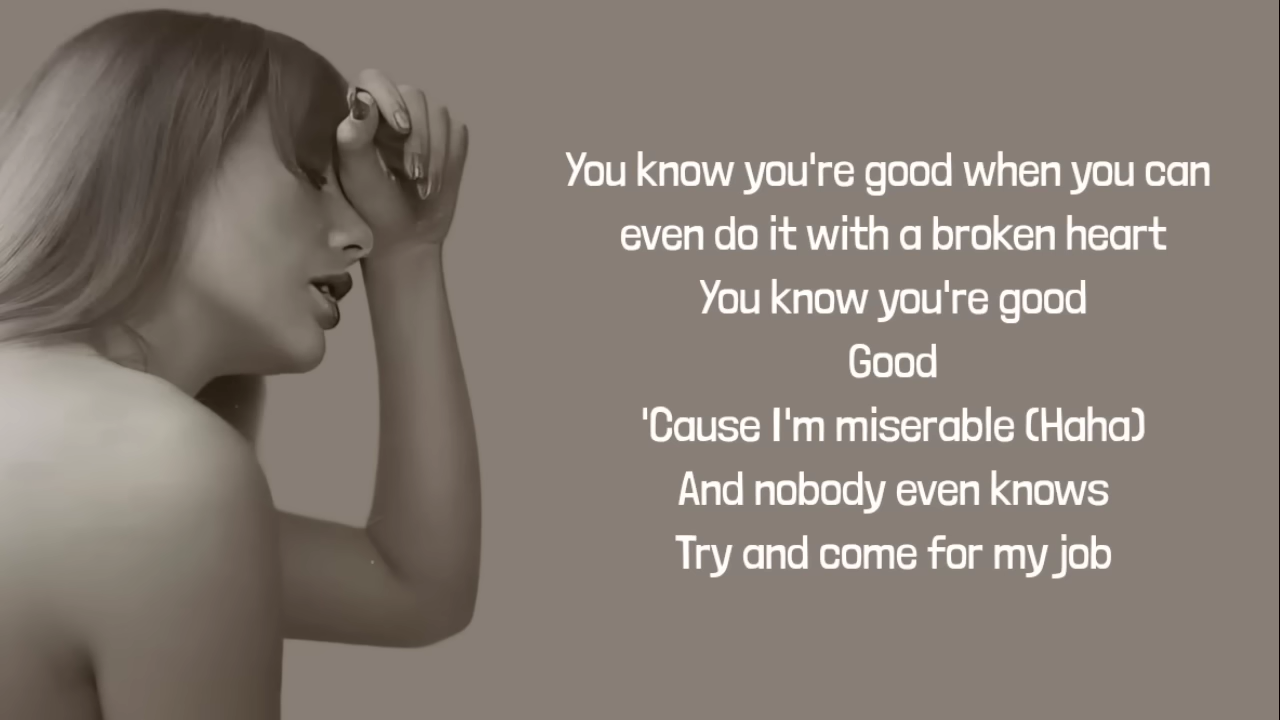 You know you're good when you can
even do it with a broken heart
You know you're good
Good
'Cause I'm miserable (Haha)
And nobody even knows
Try and come for my job